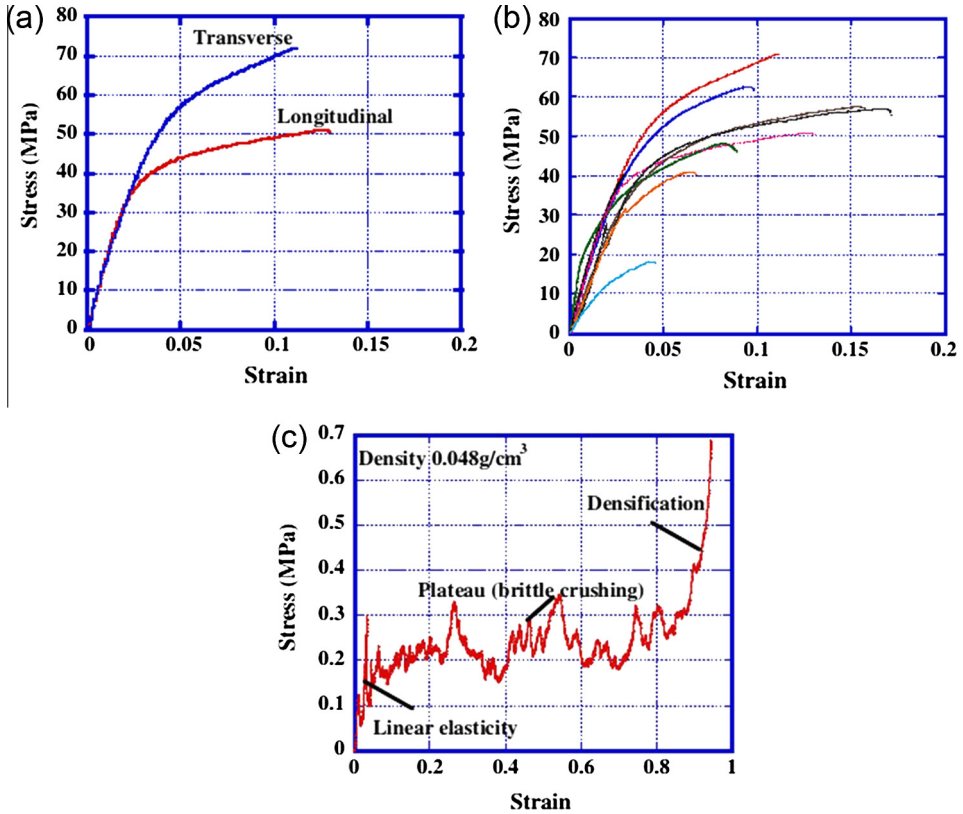 (a)
Stress (MPa)
80
70
60
50
40
30
20
10
0
Transverse
Longitudinal
0 0.05 0.1 0.15 0.2
Strain
(b)
Stress (MPa)
80
70
60
50
40
30
20
10
0
0 0.05 0.1 0.15 0.2
Strain
(c)
Stress (MPa)
0.7
0.6
0.5
0.4
0.3
0.2
0.1
0
Density 0.048g/cm³
Densification
Plateau (brittle crushing)
Linear elasticity
0 0.2 0.4 0.6 0.8 1
Strain